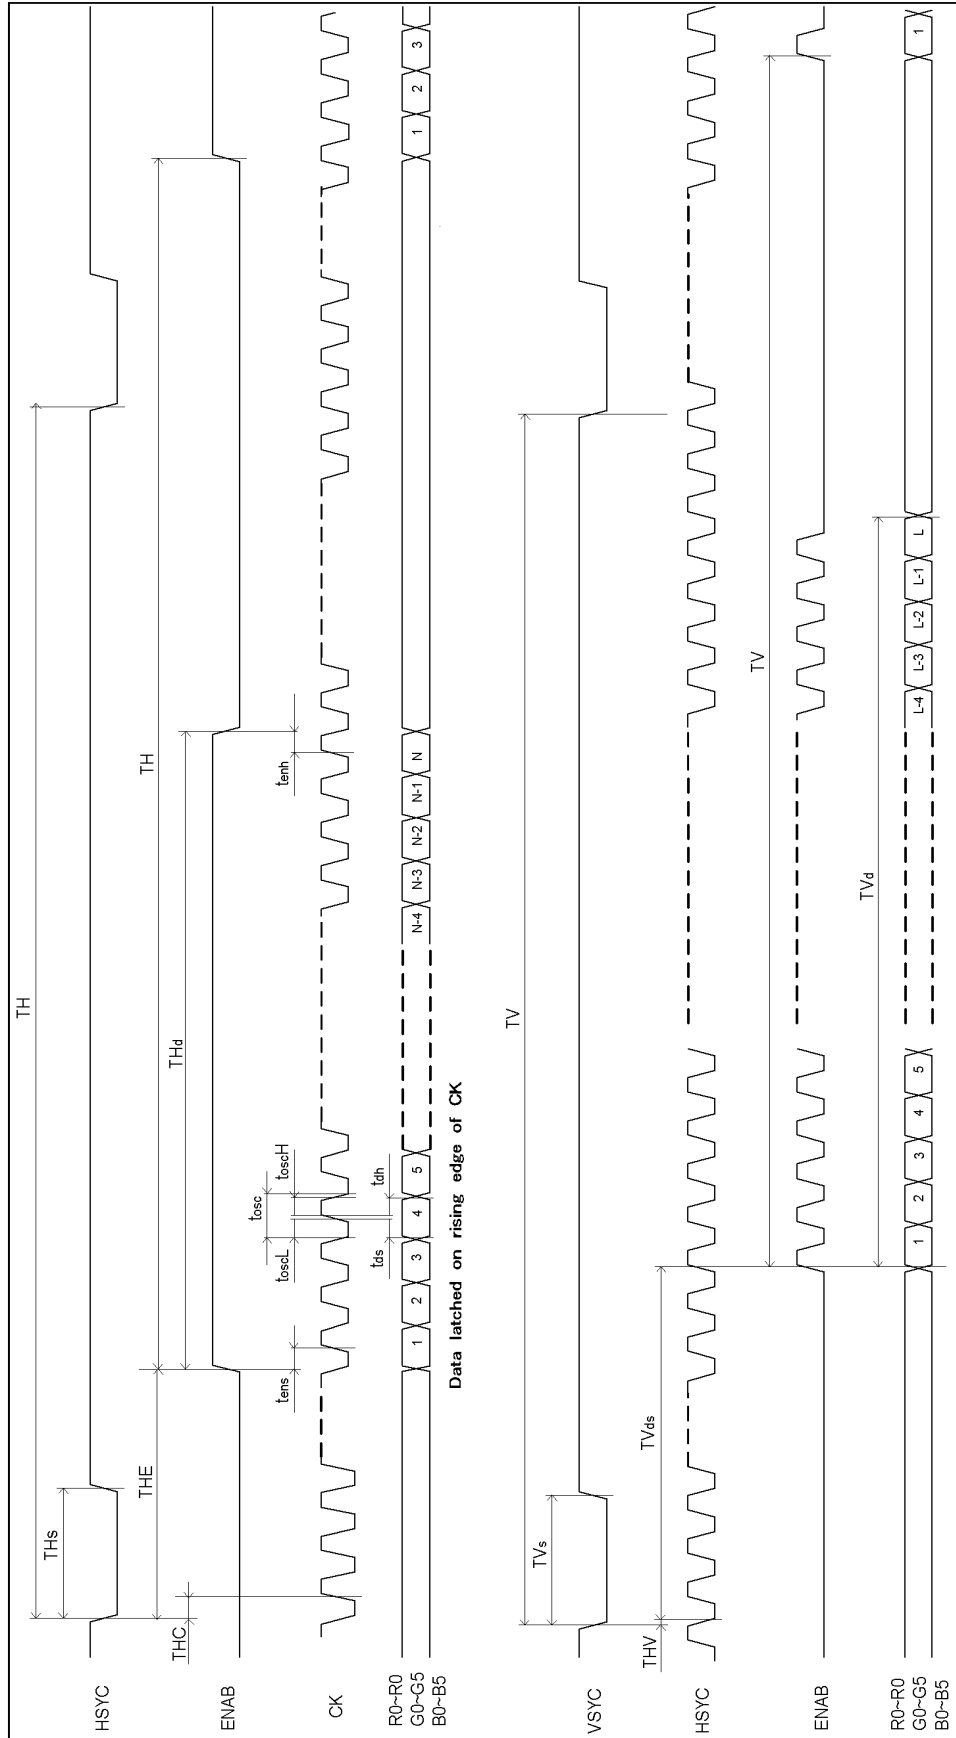 TH
THs
HSYC
THE
THd
TH
THC
ENAB
tens
tosc
toscL
toscH
tenh
CK
tds
tdh
R0~R0
G0~G5
B0~B5
1 2 3 4 5 N-4 N-3 N-2 N-1 N 1 2 3
Data latched on rising edge of CK
TV
TVs
VSYC
THV
TVds
HSYC
TV
ENAB
TVd
R0~R0
G0~G5
B0~B5
1 2 3 4 5 L-4 L-3 L-2 L-1 L 1